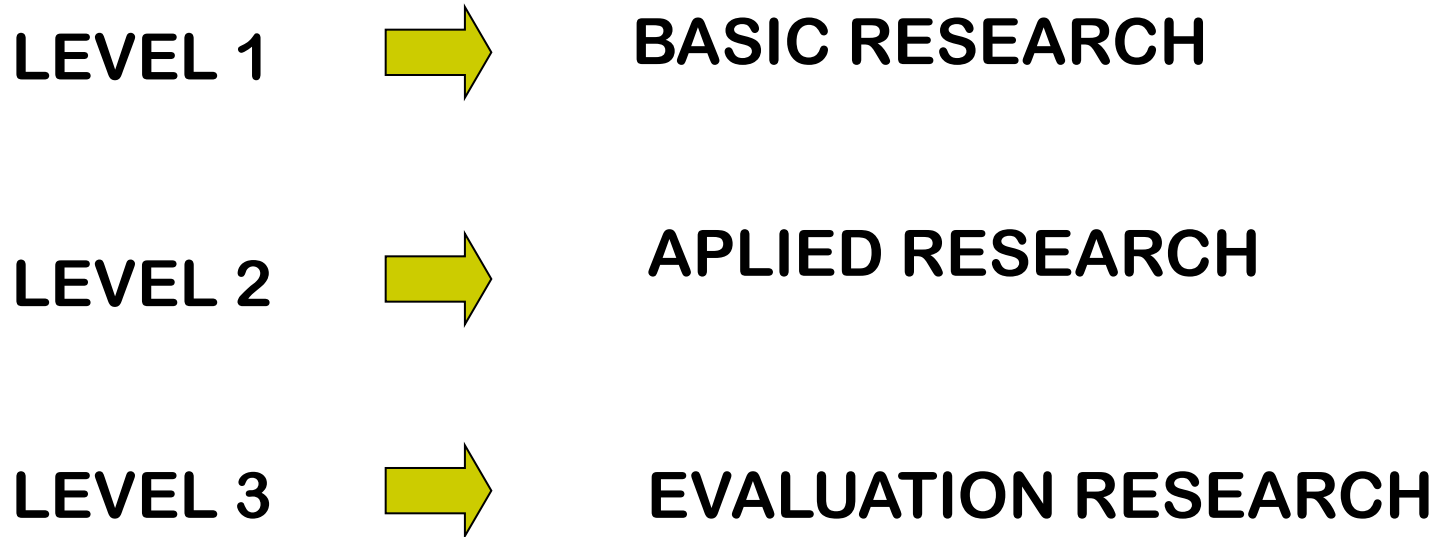 LEVEL 1 BASIC RESEARCH
LEVEL 2 APLIED RESEARCH
LEVEL 3 EVALUATION RESEARCH